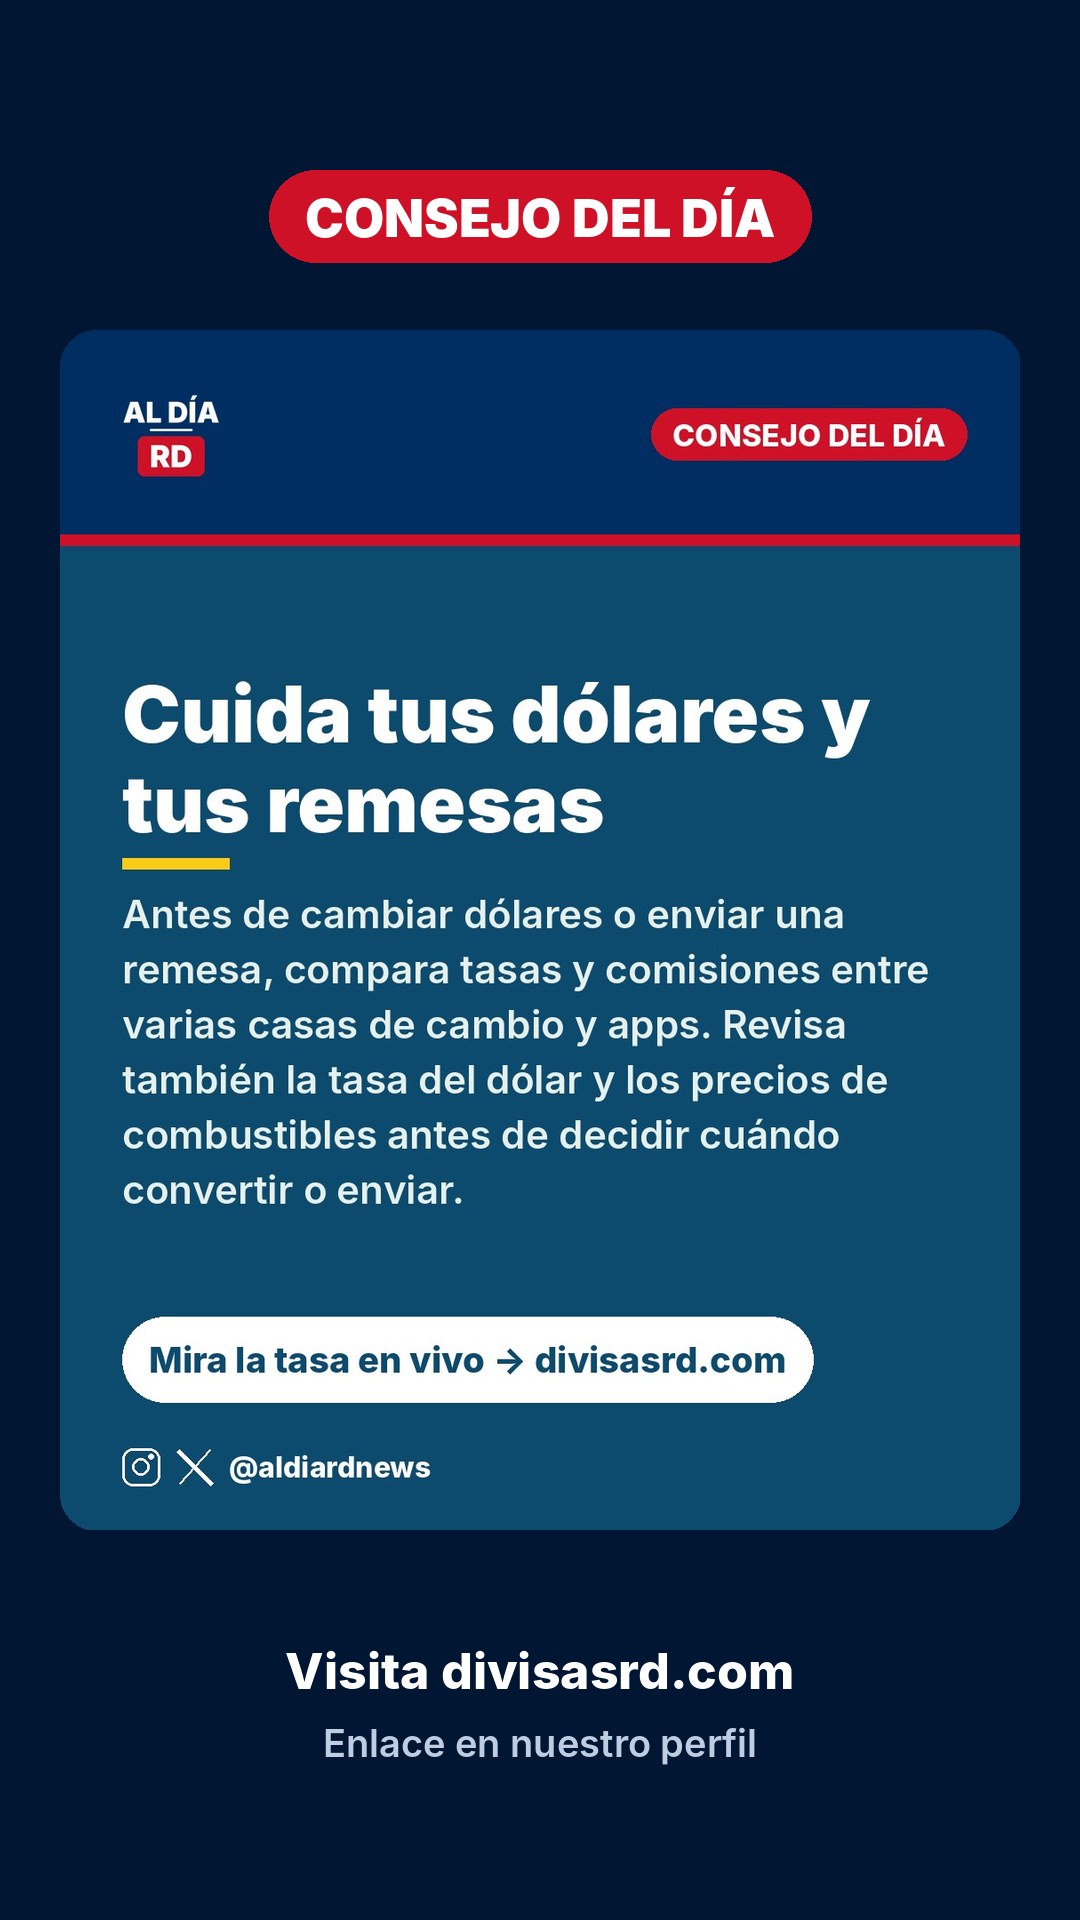 CONSEJO DEL DÍA
AL DÍA
RD
CONSEJO DEL DÍA
Cuida tus dólares y
tus remesas
Antes de cambiar dólares o enviar una
remesa, compara tasas y comisiones entre
varias casas de cambio y apps. Revisa
también la tasa del dólar y los precios de
combustibles antes de decidir cuándo
convertir o enviar.
Mira la tasa en vivo → divisasrd.com
@aldiardnews
Visita divisasrd.com
Enlace en nuestro perfil